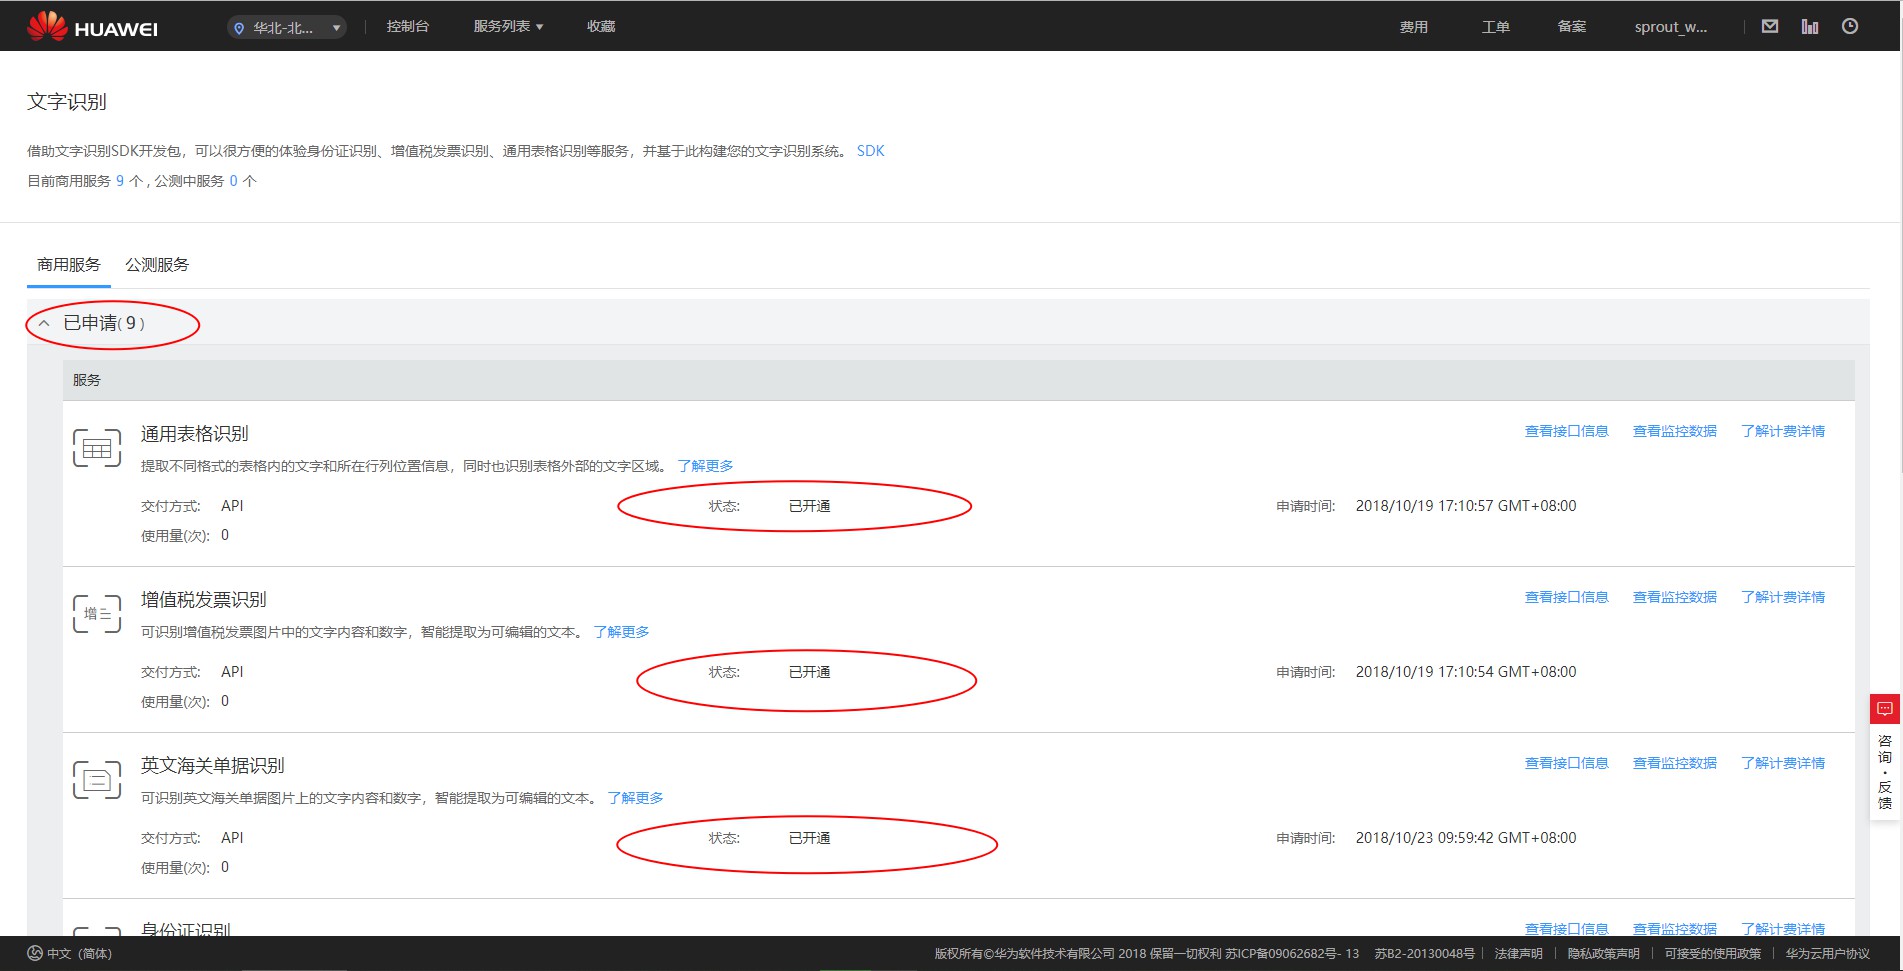 HUAWEI 华北-北... 控制台 服务列表 收藏 费用 工单 备案 sprout_w...
文字识别
借助文字识别SDK开发包，可以很方便的体验身份证识别、增值税发票识别、通用表格识别等服务，并基于此构建您的文字识别系统。 SDK
目前商用服务 9 个 , 公测中服务 0 个
商用服务 公测服务
已申请( 9 )
服务
通用表格识别 查看接口信息 查看监控数据 了解计费详情
提取不同格式的表格内的文字和所在行列位置信息，同时也识别表格外部的文字区域。 了解更多
交付方式: API 状态: 已开通 申请时间: 2018/10/19 17:10:57 GMT+08:00
使用量(次): 0
增值税发票识别 查看接口信息 查看监控数据 了解计费详情
增
可识别增值税发票图片中的文字内容和数字，智能提取为可编辑的文本。 了解更多
交付方式: API 状态: 已开通 申请时间: 2018/10/19 17:10:54 GMT+08:00
使用量(次): 0
英文海关单据识别 查看接口信息 查看监控数据 了解计费详情
可识别英文海关单据图片上的文字内容和数字，智能提取为可编辑的文本。 了解更多
交付方式: API 状态: 已开通 申请时间: 2018/10/23 09:59:42 GMT+08:00
使用量(次): 0
身份证识别 查看接口信息 查看监控数据 了解计费详情
咨询·反馈
中文（简体） 版权所有©华为软件技术有限公司 2018 保留一切权利 苏ICP备09062682号- 13 苏B2-20130048号 法律声明 隐私政策声明 可接受的使用政策 华为云用户协议